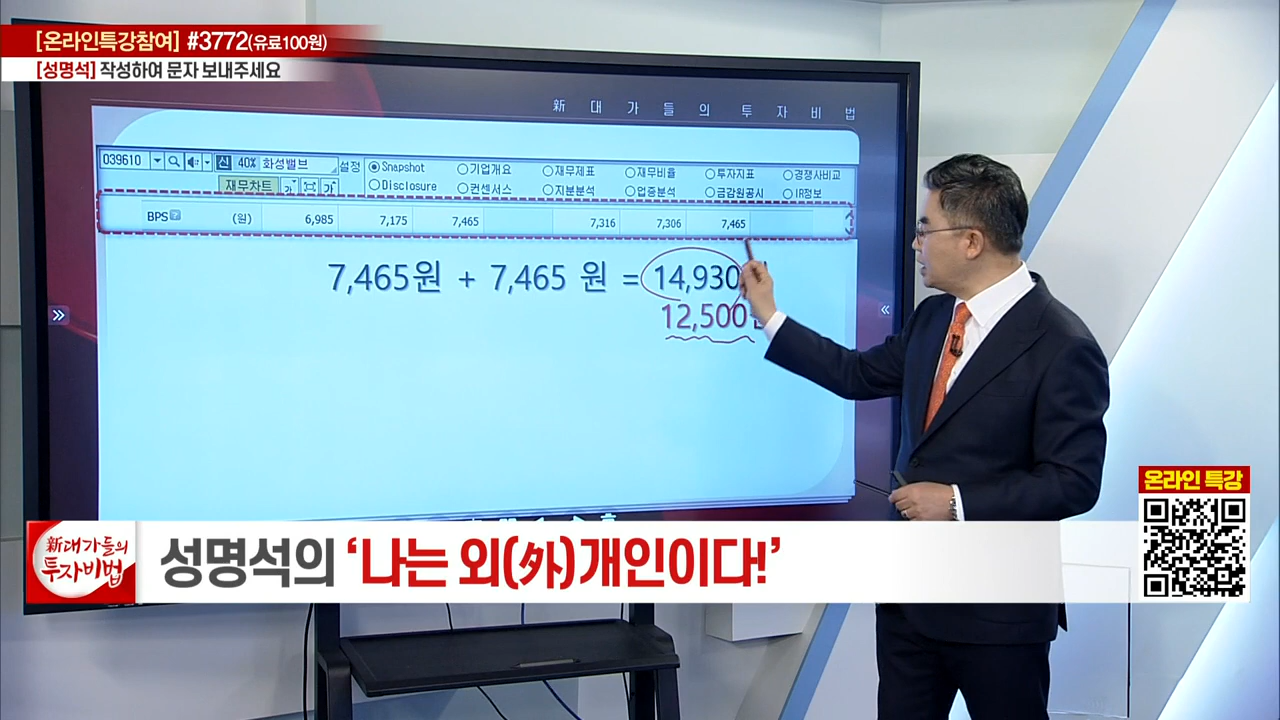 [온라인특강참여] #3772(유료100원)
[성명석] 작성하여 문자 보내주세요
新 대 가 들 의 투 자 비 법
039610 신 40% 화성밸브 설정 Snapshot 기업개요 재무제표 재무비율 투자지표 경쟁사비교
재무차트 Disclosure 컨센서스 지분분석 업종분석 금감원공시 IR정보
BPS (원) 6,985 7,175 7,465 7,316 7,306 7,465
7,465원 + 7,465 원 = 14,930
12,500
온라인 특강
新대가들의
투자비법
성명석의 ‘나는 외(外)개인이다!’